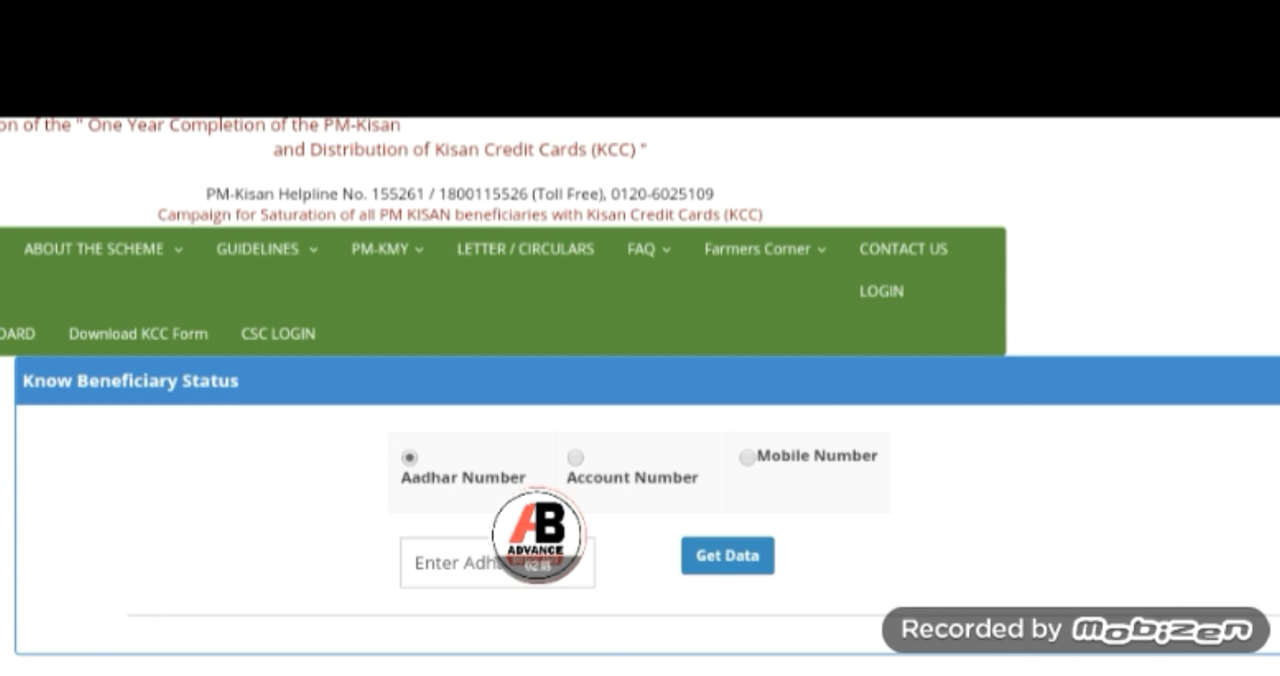 on of the " One Year Completion of the PM-Kisan
and Distribution of Kisan Credit Cards (KCC) "
PM-Kisan Helpline No. 155261 / 1800115526 (Toll Free), 0120-6025109
Campaign for Saturation of all PM KISAN beneficiaries with Kisan Credit Cards (KCC)
ABOUT THE SCHEME GUIDELINES PM-KMY LETTER / CIRCULARS FAQ Farmers Corner CONTACT US
LOGIN
OARD Download KCC Form CSC LOGIN
Know Beneficiary Status
Mobile Number
Aadhar Number Account Number
AB
ADVANCE
Enter Adh
Get Data
Recorded by Mobizen